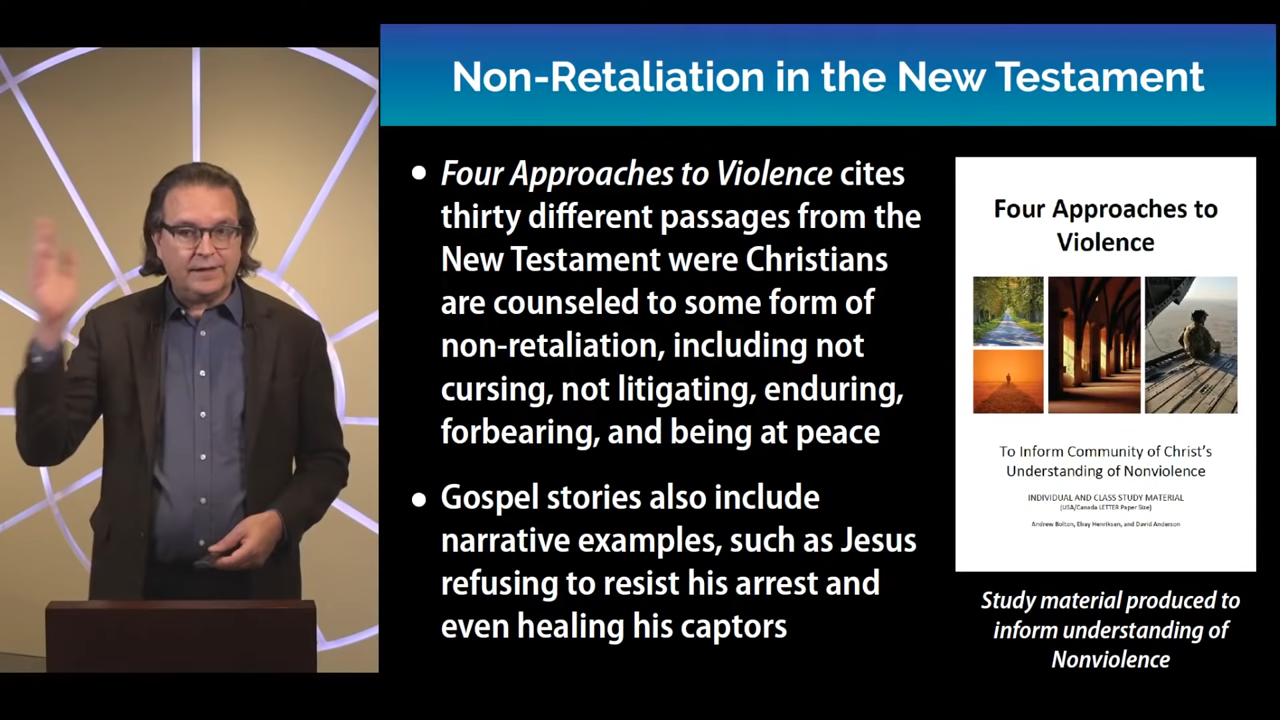 Non-Retaliation in the New Testament
• Four Approaches to Violence cites
thirty different passages from the
New Testament were Christians
are counseled to some form of
non-retaliation, including not
cursing, not litigating, enduring,
forbearing, and being at peace
• Gospel stories also include
narrative examples, such as Jesus
refusing to resist his arrest and
even healing his captors
Four Approaches to
Violence
To Inform Community of Christ's
Understanding of Nonviolence
INDIVIDUAL AND CLASS STUDY MATERIAL
(USA/Canada LETTER Paper Size)
Andrew Bolton, Elray Henriksen, and David Anderson
Study material produced to
inform understanding of
Nonviolence